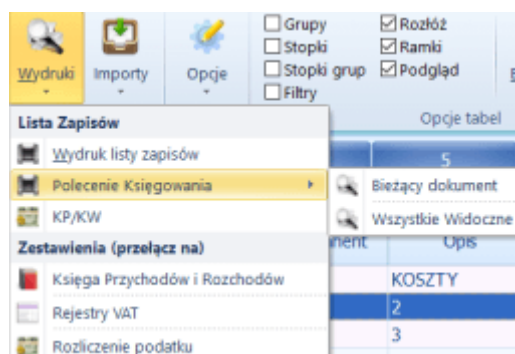 Grupy
Rozłóż
Stopki
Ramki
Wydruki
Importy
Opcje
Stopki grup
Podgląd
Filtry
Opcje tabel
Lista Zapisów
Wydruk listy zapisów
5
Polecenie Księgowania
Bieżący dokument
KP/KW
Wszystkie Widoczne
Zestawienia (przełącz na)
Opis
Księga Przychodów i Rozchodów
KOSZTY
Rejestry VAT
2
3
Rozliczenie podatku